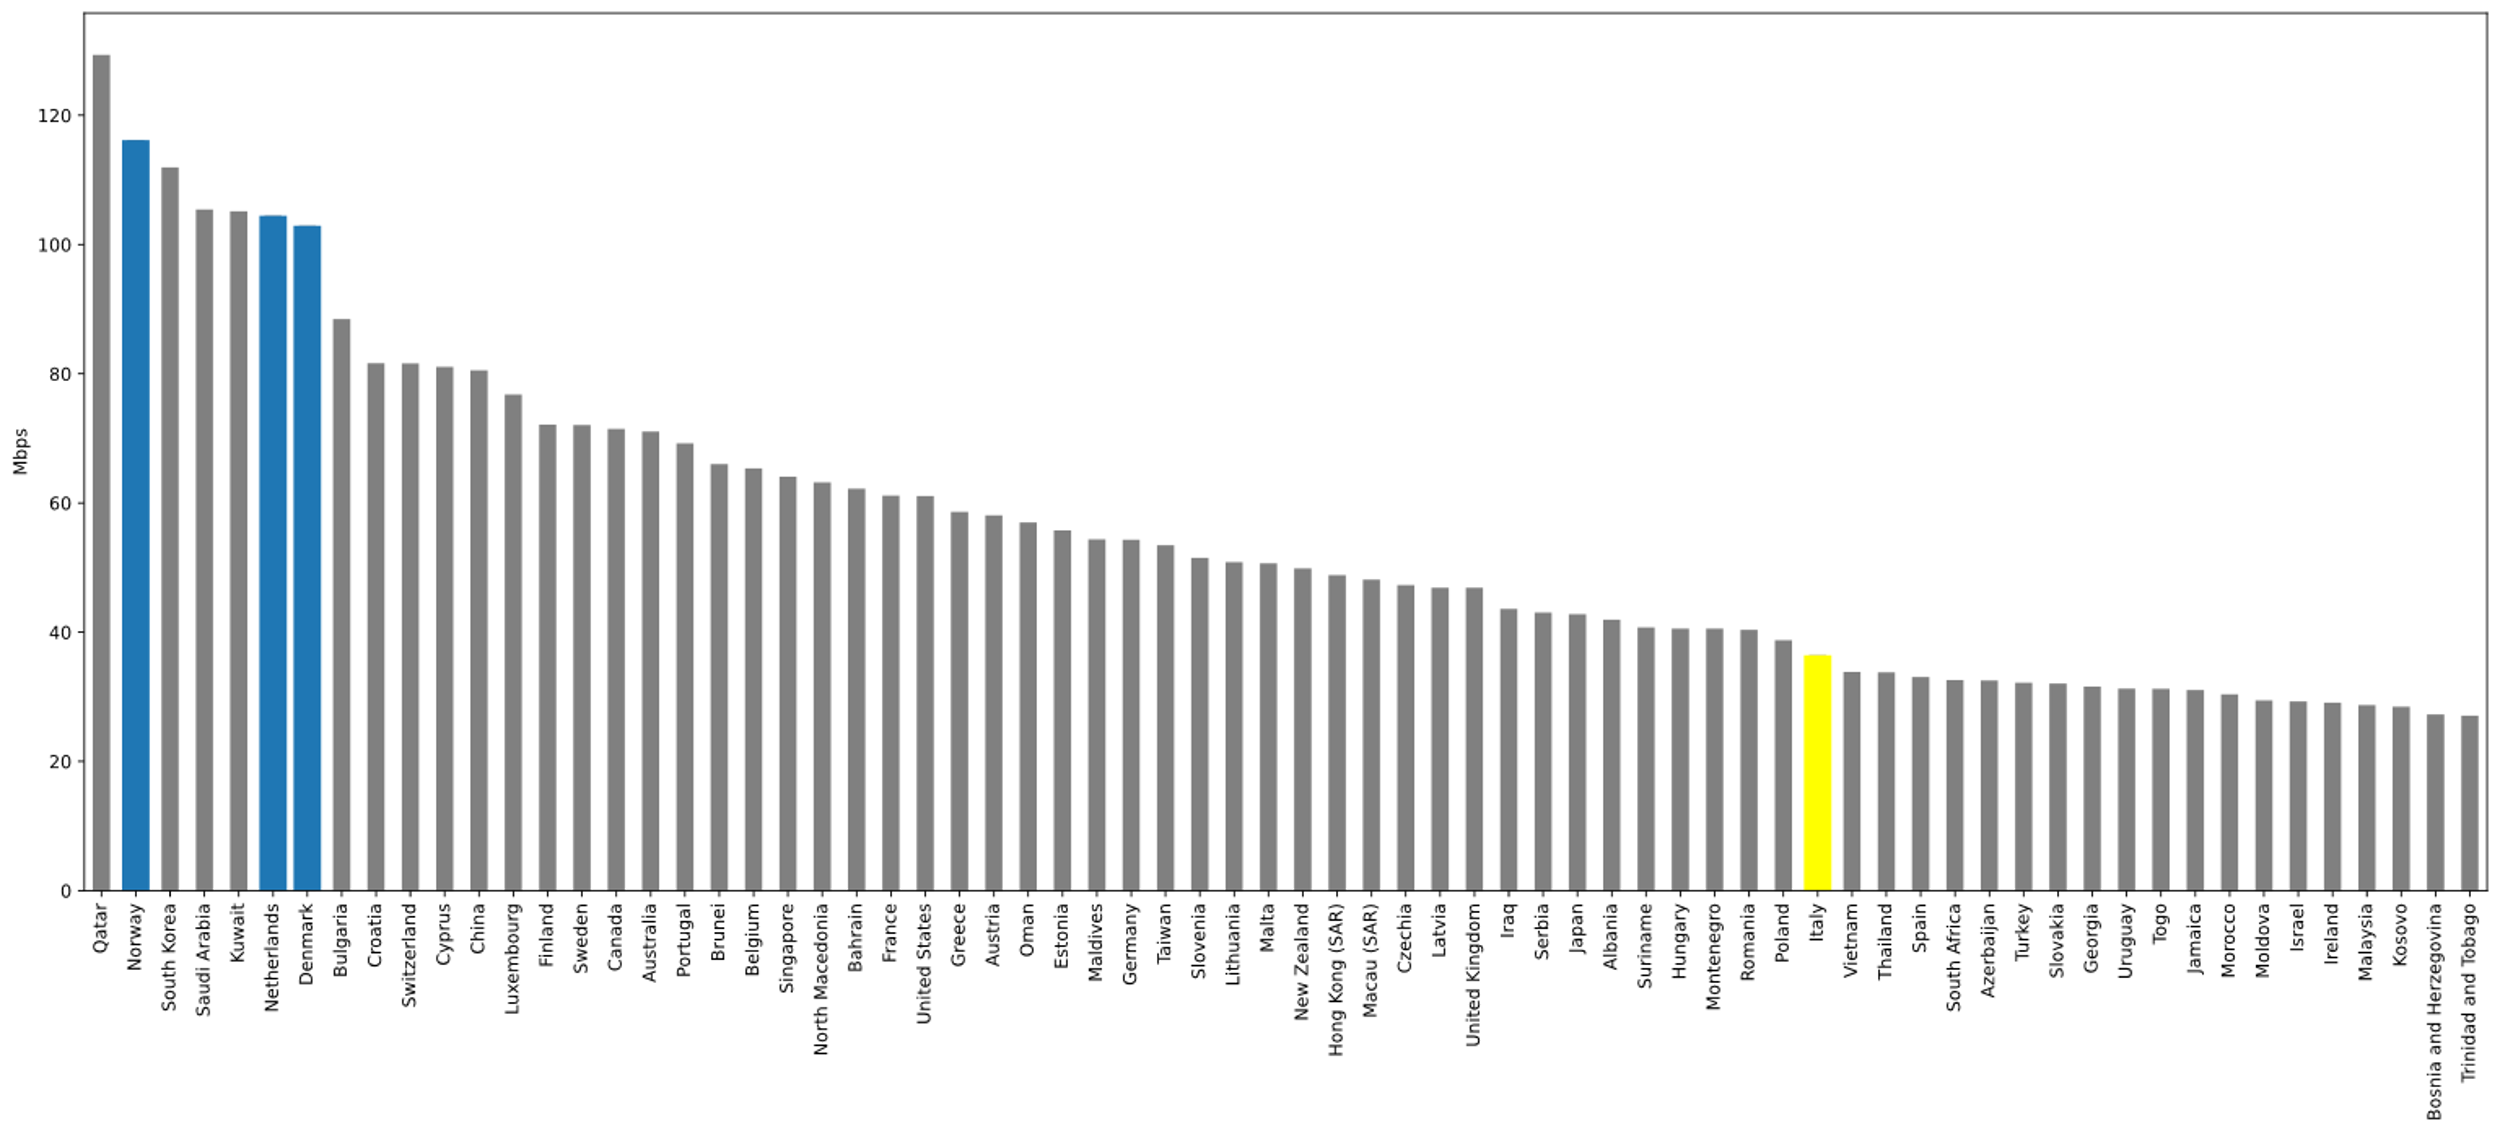 Mbps
120
100
80
60
40
20
0
Qatar
Norway
South Korea
Saudi Arabia
Kuwait
Netherlands
Denmark
Bulgaria
Croatia
Switzerland
Cyprus
China
Luxembourg
Finland
Sweden
Canada
Australia
Portugal
Brunei
Belgium
Singapore
North Macedonia
Bahrain
France
United States
Greece
Austria
Oman
Estonia
Maldives
Germany
Taiwan
Slovenia
Lithuania
Malta
New Zealand
Hong Kong (SAR)
Macau (SAR)
Czechia
Latvia
United Kingdom
Iraq
Serbia
Japan
Albania
Suriname
Hungary
Montenegro
Romania
Poland
Italy
Vietnam
Thailand
Spain
South Africa
Azerbaijan
Turkey
Slovakia
Georgia
Uruguay
Togo
Jamaica
Morocco
Moldova
Israel
Ireland
Malaysia
Kosovo
Bosnia and Herzegovina
Trinidad and Tobago